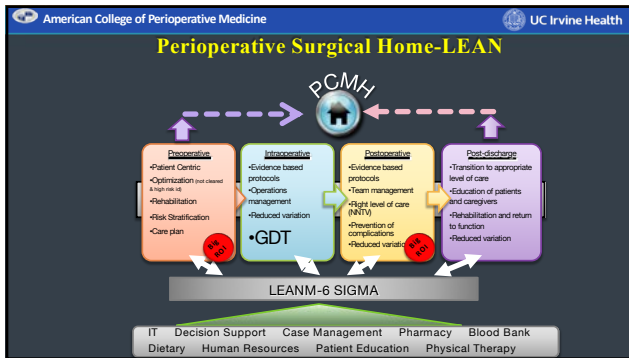 American College of Perioperative Medicine
UC Irvine Health
Perioperative Surgical Home-LEAN
PCMH
Preoperative
•Patient Centric
•Optimization (not cleared
& high risk id)
•Rehabilitation
•Risk Stratification
•Care plan
BIG
ROI
Intraoperative
•Evidence based
protocols
•Operations
management
•Reduced variation
•GDT
Postoperative
•Evidence based
protocols
•Team management
•Right level of care
(NNTV)
•Prevention of
complications
•Reduced variation
BIG
ROI
Post-discharge
•Transition to appropriate
level of care
•Education of patients
and caregivers
•Rehabilitation and return
to function
•Reduced variation
LEANM-6 SIGMA
IT Decision Support Case Management Pharmacy Blood Bank
Dietary Human Resources Patient Education Physical Therapy